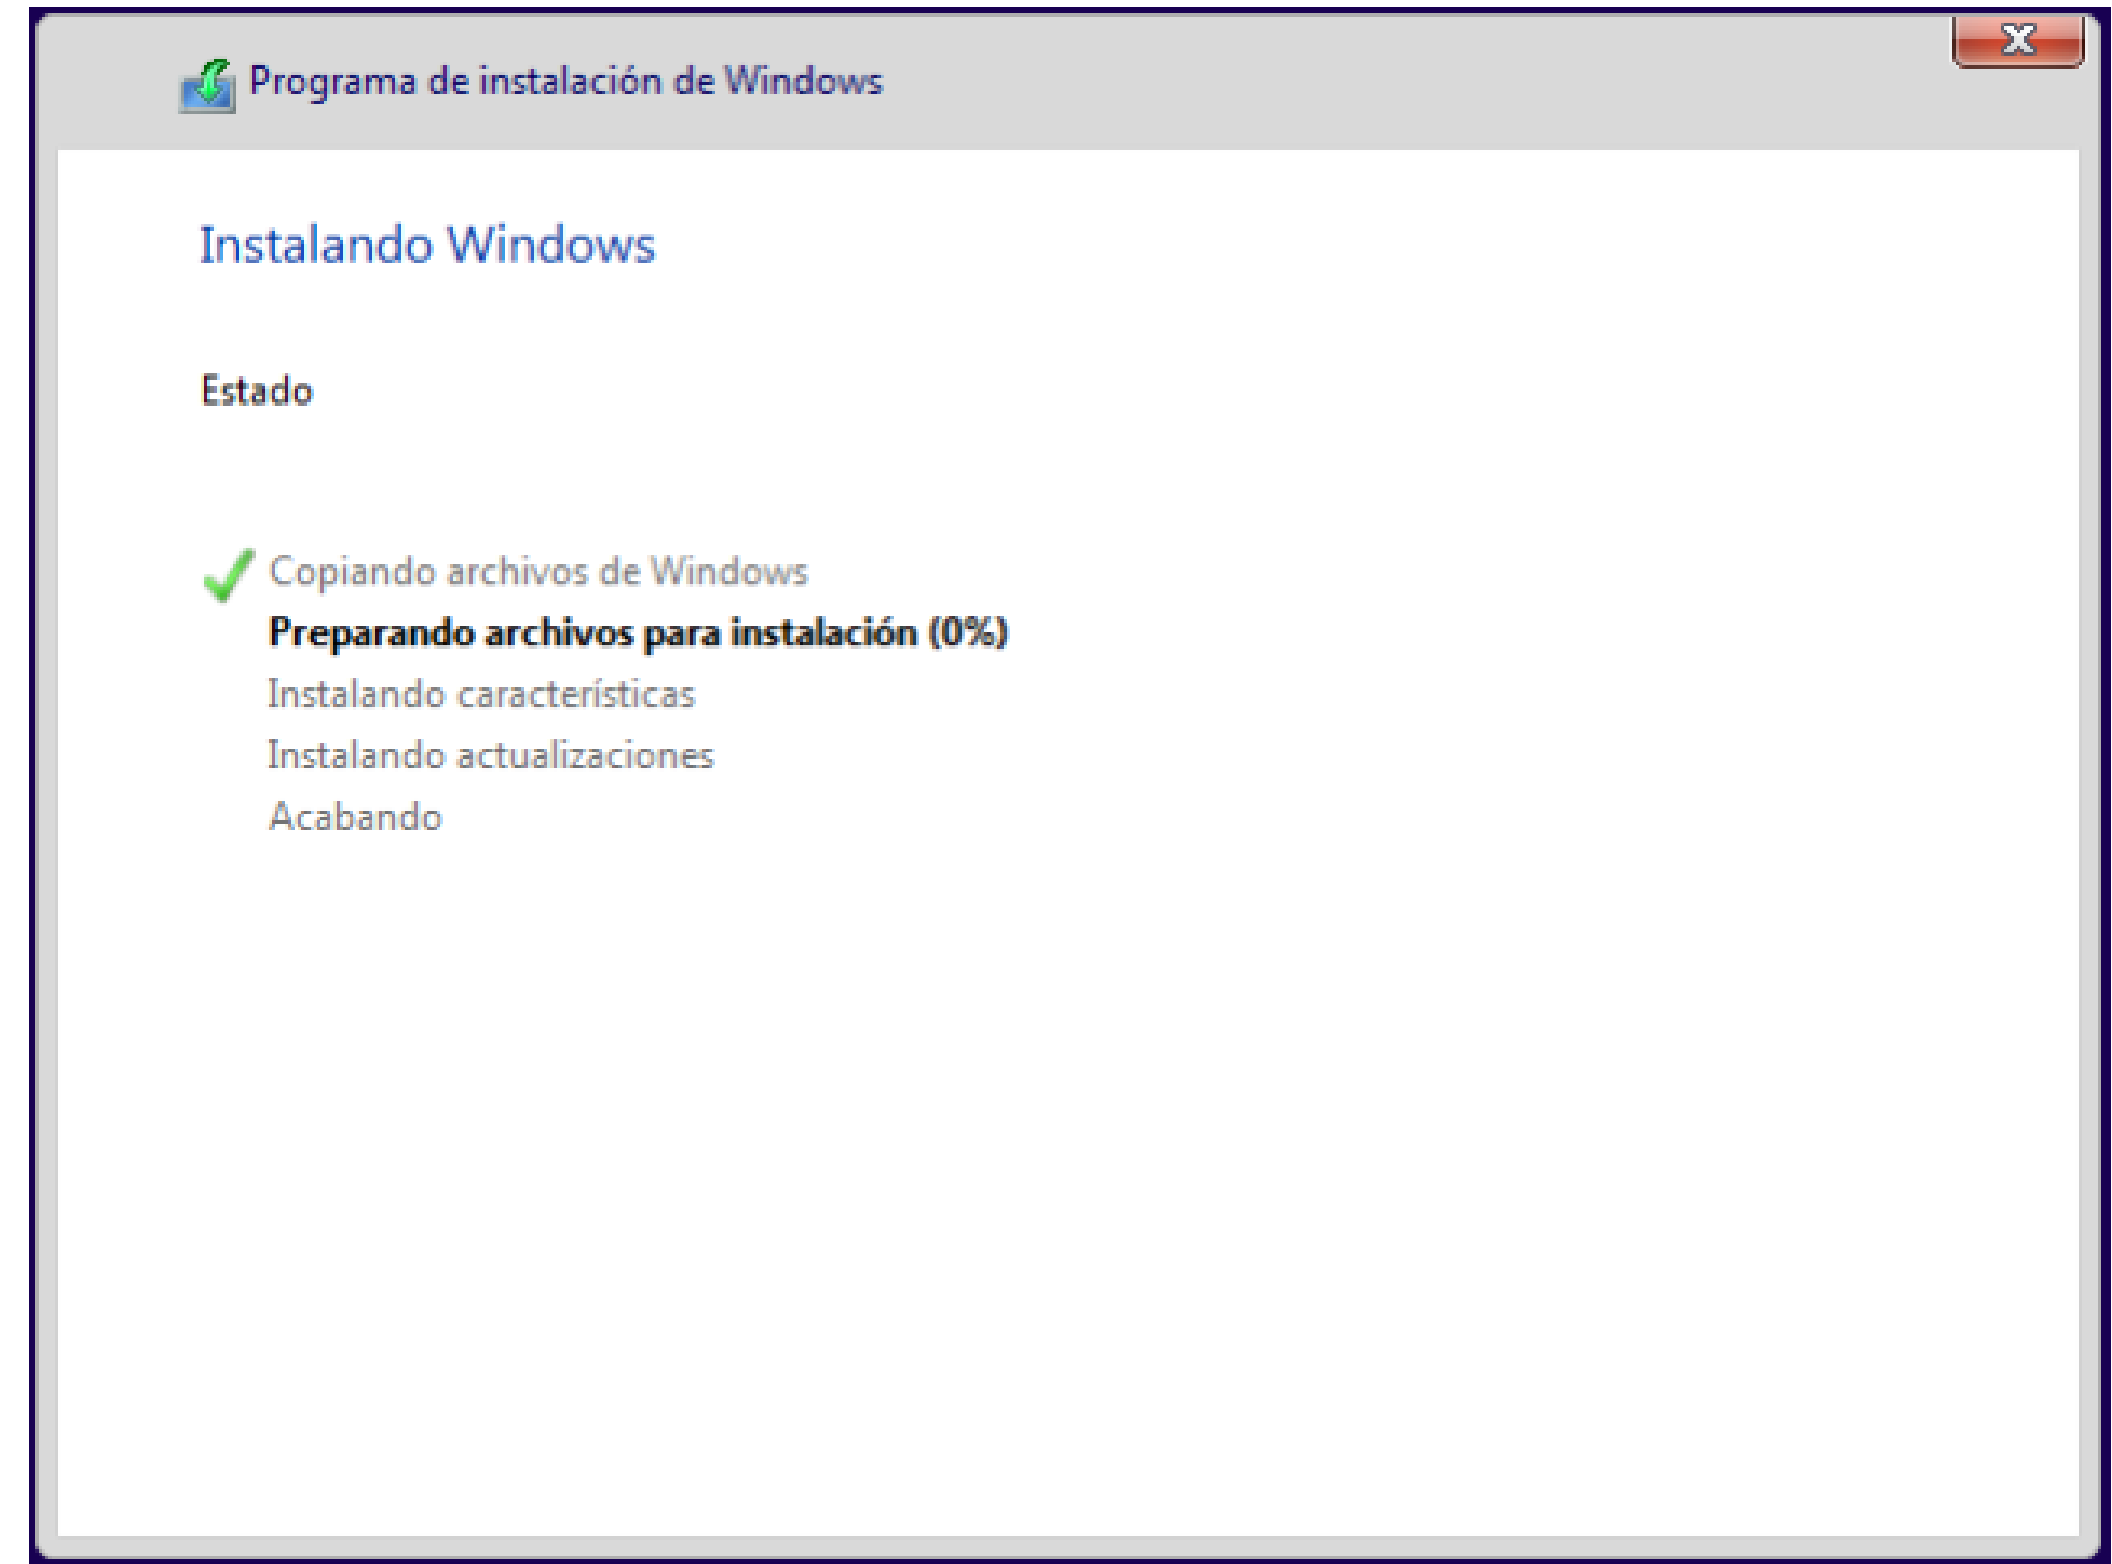 Programa de instalación de Windows
Instalando Windows
Estado
Copiando archivos de Windows
Preparando archivos para instalación (0%)
Instalando características
Instalando actualizaciones
Acabando